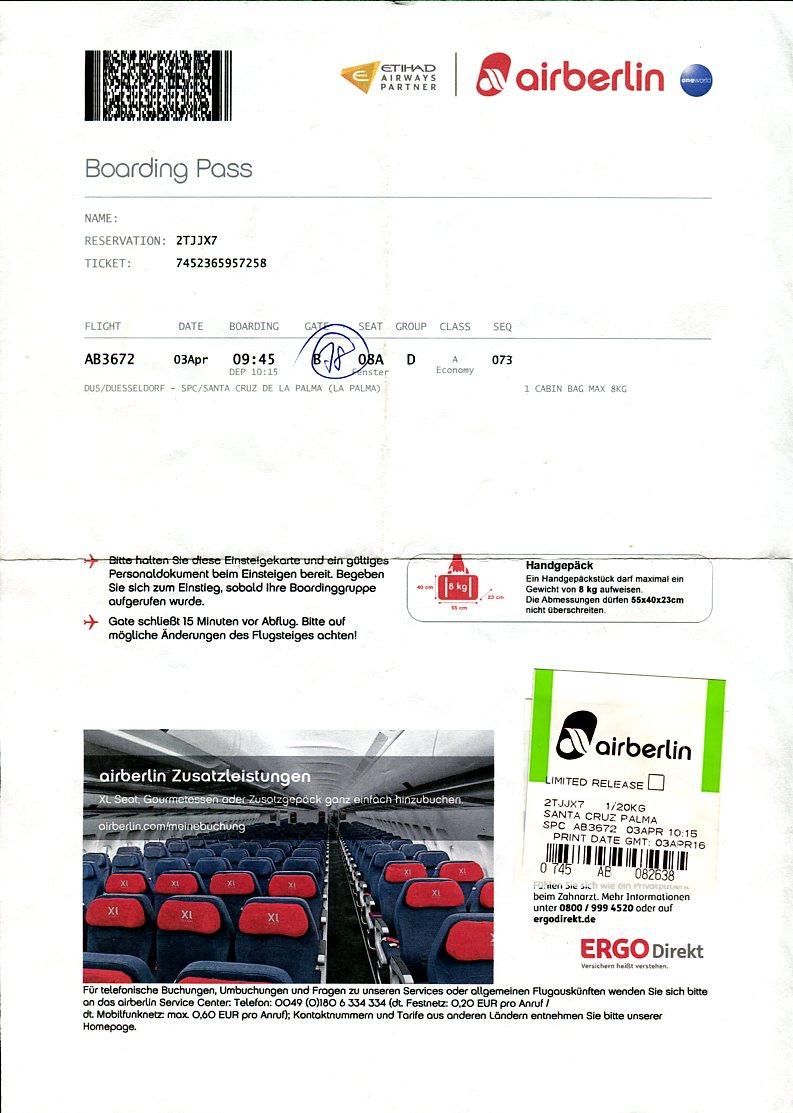 ETIHAD
AIRWAYS
PARTNER
airberlin
oneworld
Boarding Pass
NAME:
RESERVATION: 2TJJX7
TICKET: 7452365957258
FLIGHT DATE BOARDING GATE SEAT GROUP CLASS SEQ
AB3672 03Apr 09:45 B 78 08A D A 073
DEP 10:15 Fenster Economy
DUS/DUESSELDORF - SPC/SANTA CRUZ DE LA PALMA (LA PALMA) 1 CABIN BAG MAX 8KG
Bitte halten Sie diese Einsteigekarte und ein gültiges
Personaldokument beim Einsteigen bereit. Begeben
Sie sich zum Einstieg, sobald Ihre Boardinggruppe
aufgerufen wurde.
Gate schließt 15 Minuten vor Abflug. Bitte auf
mögliche Änderungen des Flugsteiges achten!
40 cm
8 kg
23 cm
55 cm
Handgepäck
Ein Handgepäckstück darf maximal ein
Gewicht von 8 kg aufweisen.
Die Abmessungen dürfen 55x40x23cm
nicht überschreiten.
airberlin Zusatzleistungen
XL Seat, Gourmetessen oder Zusatzgepäck ganz einfach hinzubuchen.
airberlin.com/meinebuchung
XL XL XL XL XL XL
XL XL XL XL
airberlin
LIMITED RELEASE
2TJJX7 1/20KG
SANTA CRUZ PALMA
SPC AB3672 03APR 10:15
PRINT DATE GMT: 03APR16
0 745 AB 082638
Fühlen Sie sich wie ein Privatpatient
beim Zahnarzt. Mehr Informationen
unter 0800 / 999 4520 oder auf
ergodirekt.de
ERGO Direkt
Versichern heißt verstehen.
Für telefonische Buchungen, Umbuchungen und Fragen zu unseren Services oder allgemeinen Flugauskünften wenden Sie sich bitte
an das airberlin Service Center: Telefon: 0049 (0)180 6 334 334 (dt. Festnetz: 0,20 EUR pro Anruf /
dt. Mobilfunknetz: max. 0,60 EUR pro Anruf); Kontaktnummern und Tarife aus anderen Ländern entnehmen Sie bitte unserer
Homepage.